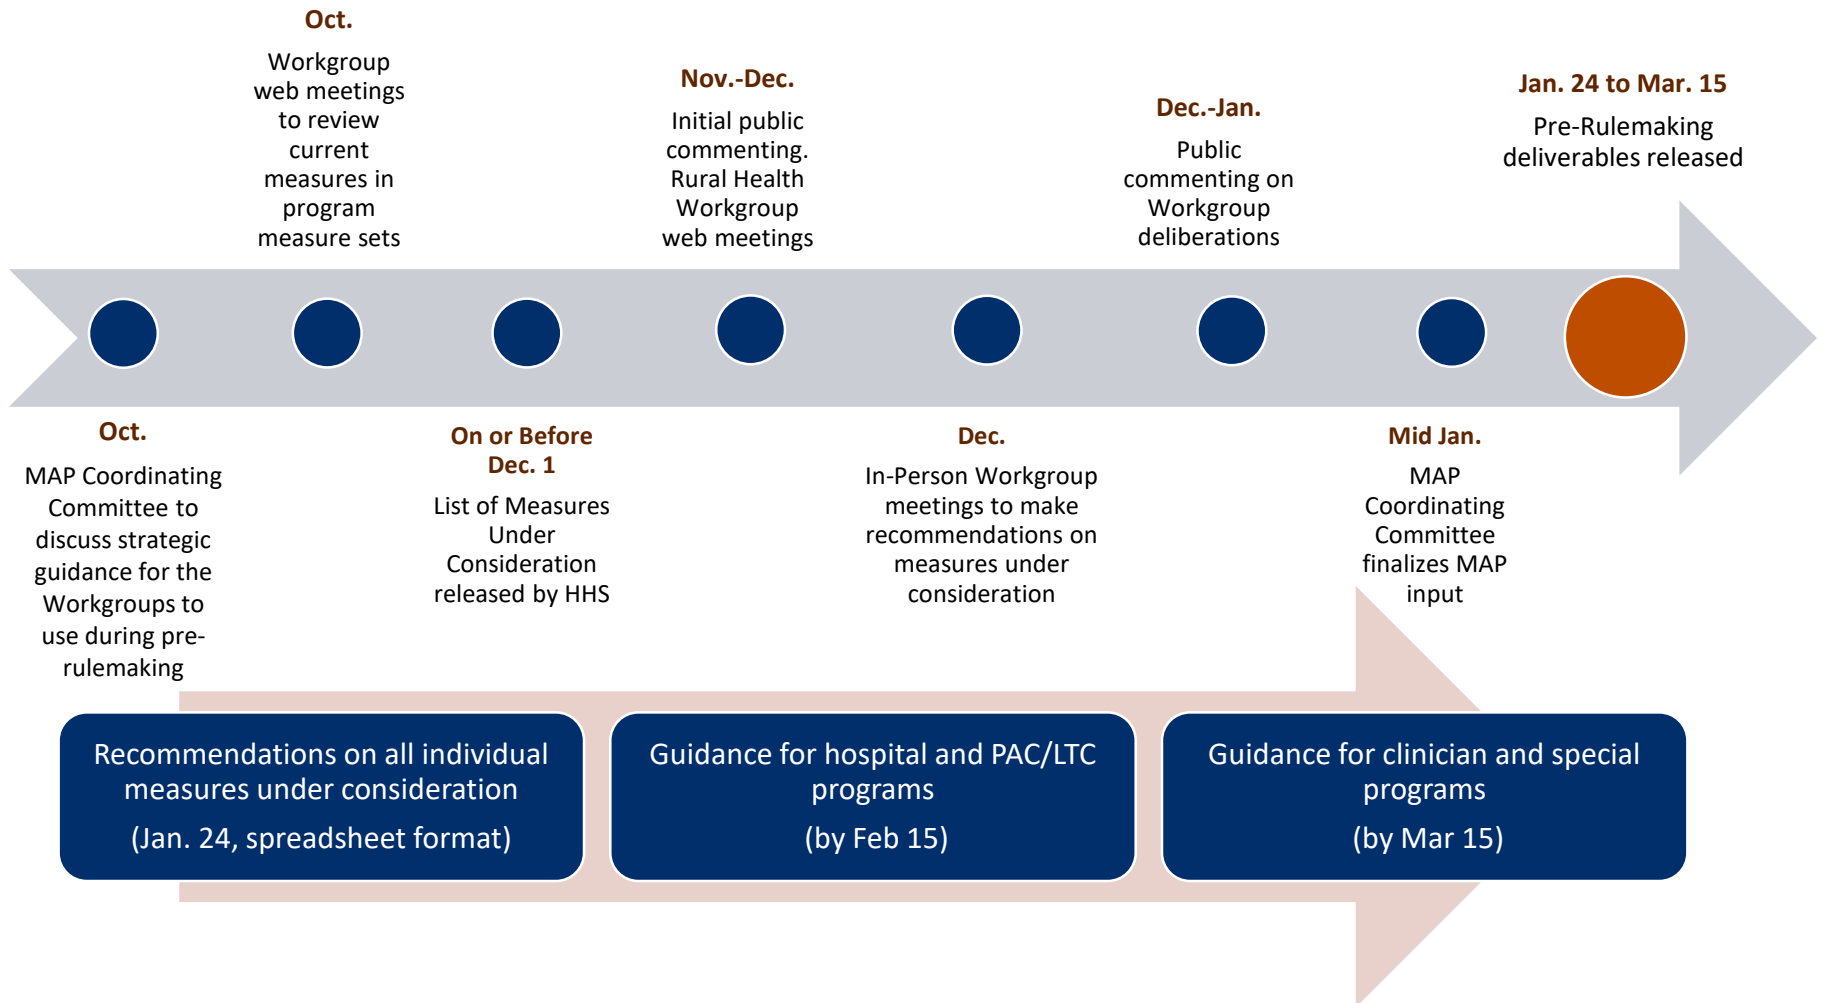 Oct.
Workgroup
web meetings
to review
current
measures in
program
measure sets
Nov.-Dec.
Initial public
commenting.
Rural Health
Workgroup
web meetings
Dec.-Jan.
Public
commenting on
Workgroup
deliberations
Jan. 24 to Mar. 15
Pre-Rulemaking
deliverables released
Oct.
MAP Coordinating
Committee to
discuss strategic
guidance for the
Workgroups to
use during pre-
rulemaking
On or Before
Dec. 1
List of Measures
Under
Consideration
released by HHS
Dec.
In-Person Workgroup
meetings to make
recommendations on
measures under
consideration
Mid Jan.
MAP
Coordinating
Committee
finalizes MAP
input
Recommendations on all individual
measures under consideration
(Jan. 24, spreadsheet format)
Guidance for hospital and PAC/LTC
programs
(by Feb 15)
Guidance for clinician and special
programs
(by Mar 15)